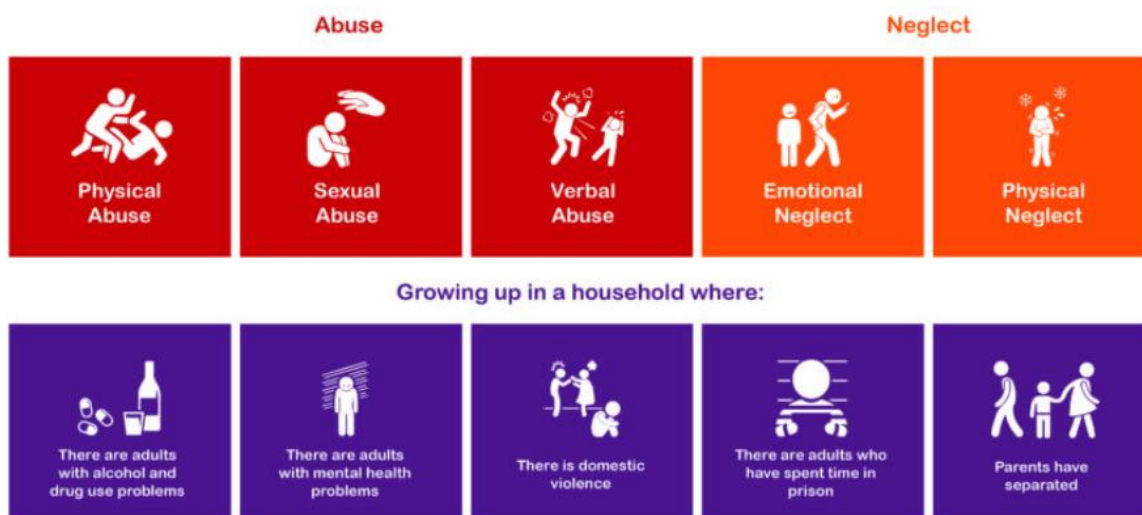 Abuse
Neglect
Physical
Abuse
Sexual
Abuse
Verbal
Abuse
Emotional
Neglect
Physical
Neglect
Growing up in a household where:
There are adults
with alcohol and
drug use problems
There are adults
with mental health
problems
There is domestic
violence
There are adults who
have spent time in
prison
Parents have
separated